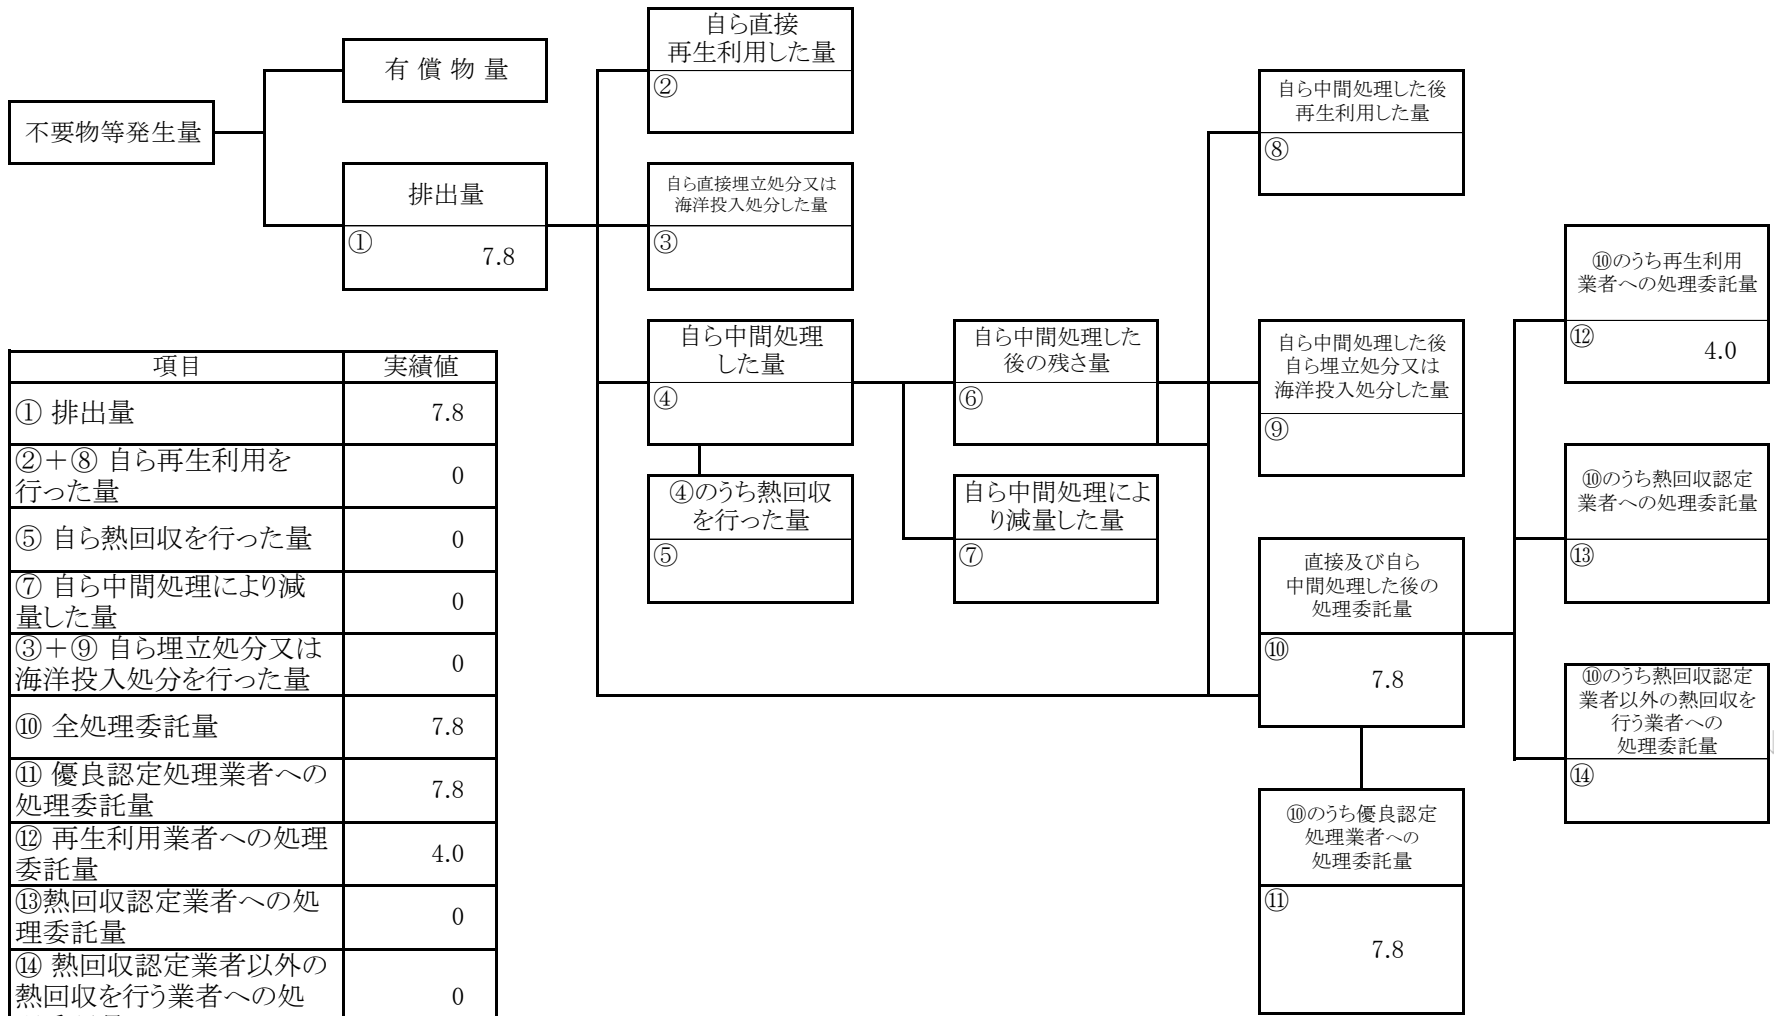 自ら直接
再生利用した量
②
有 償 物 量
不要物等発生量
排出量
① 7.8
自ら直接埋立処分又は
海洋投入処分した量
③
自ら中間処理した後
再生利用した量
⑧
自ら中間処理
した量
④
自ら中間処理した
後の残さ量
⑥
自ら中間処理した後
自ら埋立処分又は
海洋投入処分した量
⑨
④のうち熱回収
を行った量
⑤
自ら中間処理によ
り減量した量
⑦
直接及び自ら
中間処理した後の
処理委託量
⑩
7.8
⑩のうち優良認定
処理業者への
処理委託量
⑪
7.8
⑩のうち再生利用
業者への処理委託量
⑫
4.0
⑩のうち熱回収認定
業者への処理委託量
⑬
⑩のうち熱回収認定
業者以外の熱回収を
行う業者への
処理委託量
⑭
項目 実績値
① 排出量 7.8
②＋⑧ 自ら再生利用を
行った量 0
⑤ 自ら熱回収を行った量 0
⑦ 自ら中間処理により減
量した量 0
③＋⑨ 自ら埋立処分又は
海洋投入処分を行った量 0
⑩ 全処理委託量 7.8
⑪ 優良認定処理業者への
処理委託量 7.8
⑫ 再生利用業者への処理
委託量 4.0
⑬熱回収認定業者への処
理委託量 0
⑭ 熱回収認定業者以外の
熱回収を行う業者への処 0